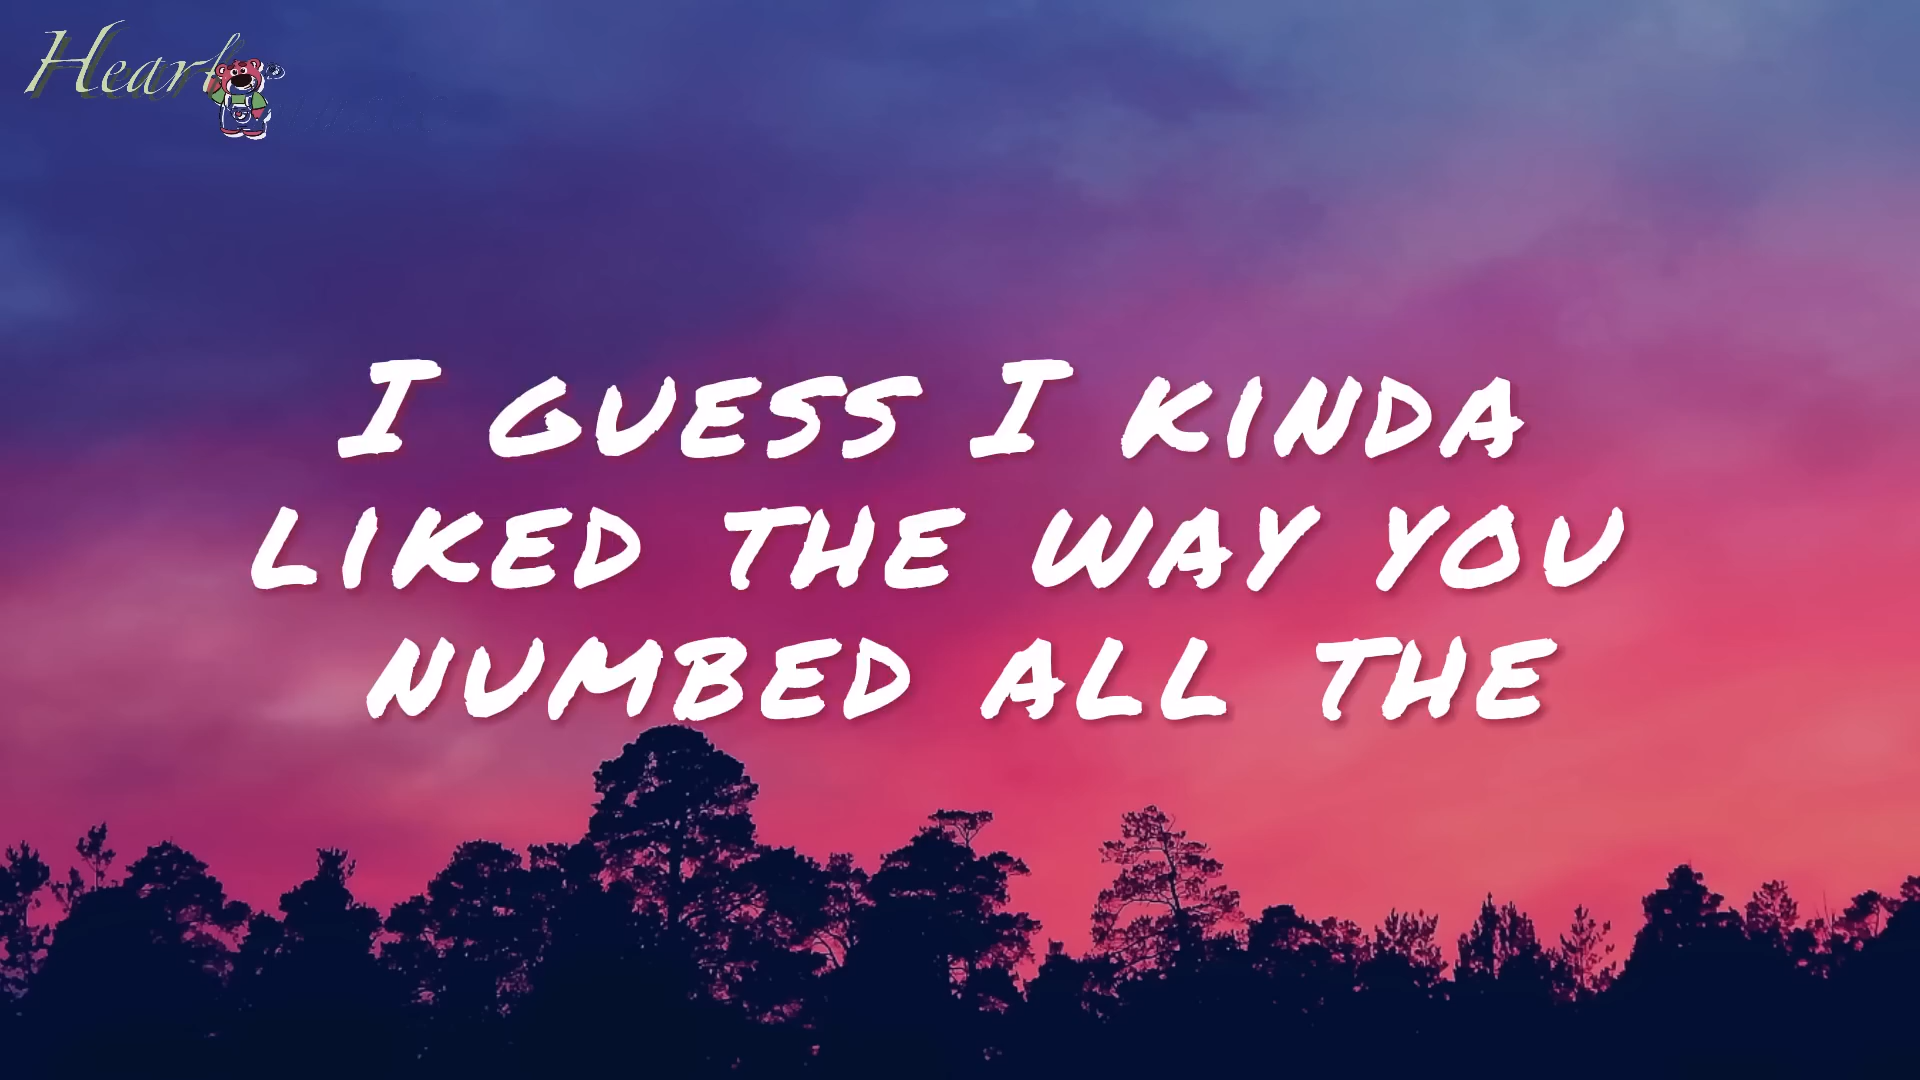 Heart
I GUESS I KINDA
LIKED THE WAY YOU
NUMBED ALL THE